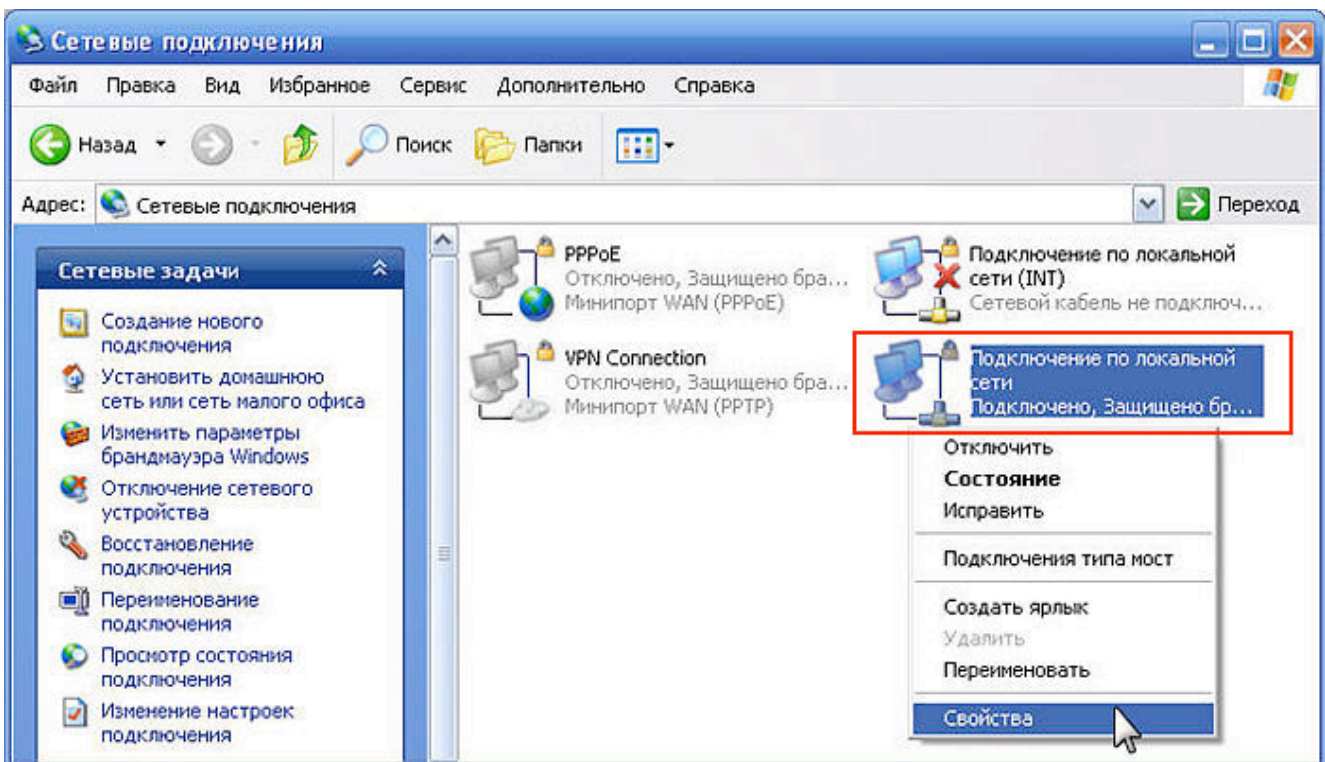 Сетевые подключения
Файл Правка Вид Избранное Сервис Дополнительно Справка
Назад Поиск Папки
Адрес: Сетевые подключения Переход
Сетевые задачи
Создание нового
подключения
Установить домашнюю
сеть или сеть малого офиса
Изменить параметры
брандмауэра Windows
Отключение сетевого
устройства
Восстановление
подключения
Переименование
подключения
Просмотр состояния
подключения
Изменение настроек
подключения
PPPoE
Отключено, Защищено бра...
Минипорт WAN (PPPoE)
Подключение по локальной
сети (INT)
Сетевой кабель не подключ...
VPN Connection
Отключено, Защищено бра...
Минипорт WAN (PPTP)
Подключение по локальной
сети
Подключено, Защищено бр...
Отключить
Состояние
Исправить
Подключения типа мост
Создать ярлык
Удалить
Переименовать
Свойства